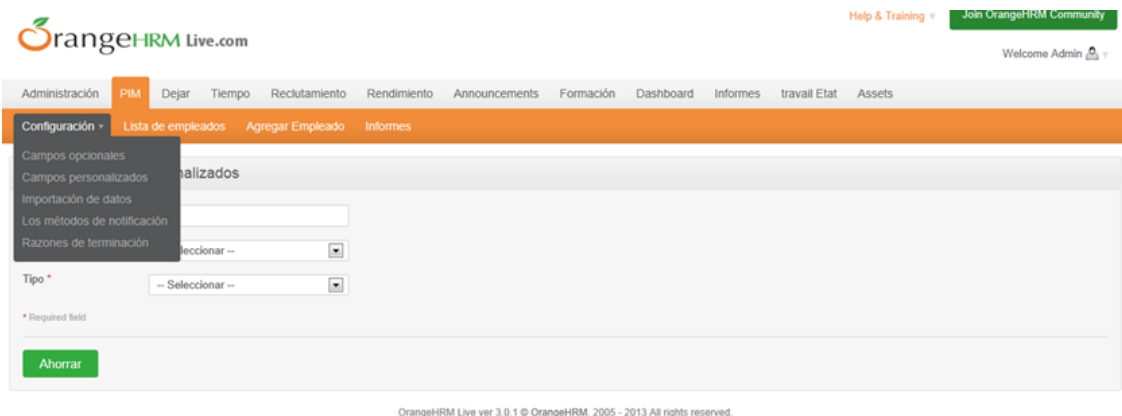 Help & Training
Join OrangeHRM Community
OrangeHRM Live.com
Welcome Admin
Administración PIM Dejar Tiempo Reclutamiento Rendimiento Announcements Formación Dashboard Informes travail Etat Assets
Configuración Lista de empleados Agregar Empleado Informes
Campos opcionales
Campos personalizados
nalizados
Importación de datos
Los métodos de notificación
Razones de terminación
leccionar --
Tipo *
-- Seleccionar --
* Required field
Ahorrar
OrangeHRM Live ver 3.0.1 © OrangeHRM. 2005 - 2013 All rights reserved.